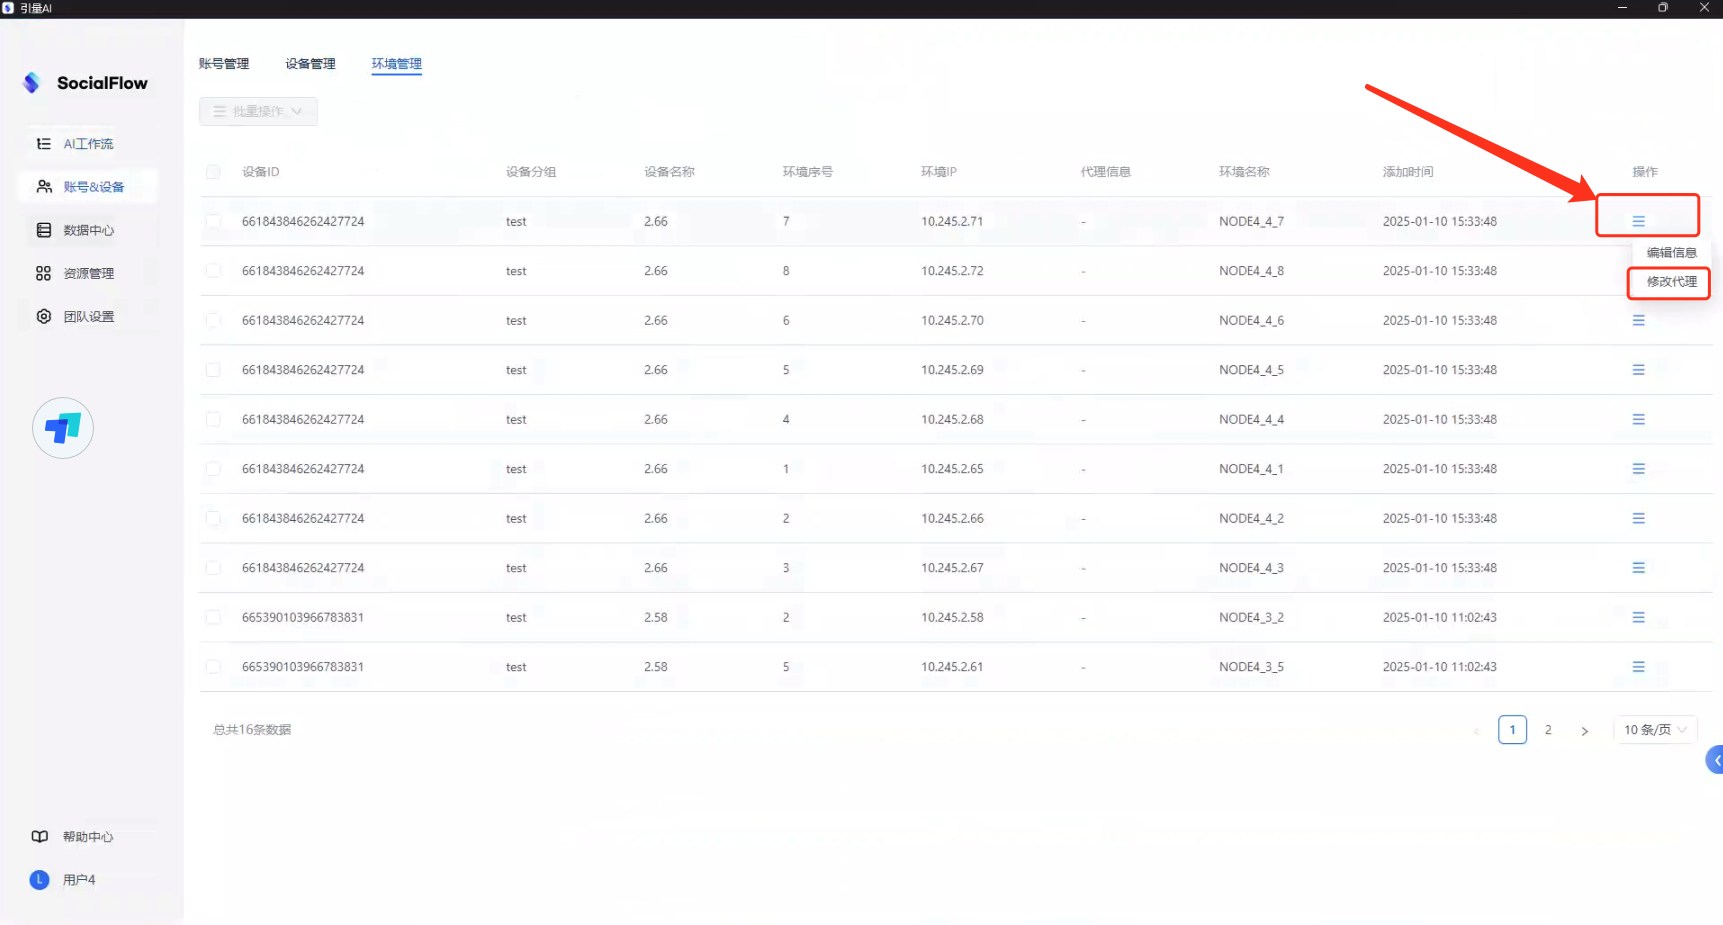 引量AI
SocialFlow
AI工作流
账号&设备
数据中心
资源管理
团队设置
帮助中心
L 用户4
账号管理 设备管理 环境管理
批量操作
设备ID 设备分组 设备名称 环境序号 环境IP 代理信息 环境名称 添加时间 操作
661843846262427724 test 2.66 7 10.245.2.71 - NODE4_4_7 2025-01-10 15:33:48
编辑信息
661843846262427724 test 2.66 8 10.245.2.72 - NODE4_4_8 2025-01-10 15:33:48
修改代理
661843846262427724 test 2.66 6 10.245.2.70 - NODE4_4_6 2025-01-10 15:33:48
661843846262427724 test 2.66 5 10.245.2.69 - NODE4_4_5 2025-01-10 15:33:48
661843846262427724 test 2.66 4 10.245.2.68 - NODE4_4_4 2025-01-10 15:33:48
661843846262427724 test 2.66 1 10.245.2.65 - NODE4_4_1 2025-01-10 15:33:48
661843846262427724 test 2.66 2 10.245.2.66 - NODE4_4_2 2025-01-10 15:33:48
661843846262427724 test 2.66 3 10.245.2.67 - NODE4_4_3 2025-01-10 15:33:48
665390103966783831 test 2.58 2 10.245.2.58 - NODE4_3_2 2025-01-10 11:02:43
665390103966783831 test 2.58 5 10.245.2.61 - NODE4_3_5 2025-01-10 11:02:43
总共16条数据 1 2 10 条/页